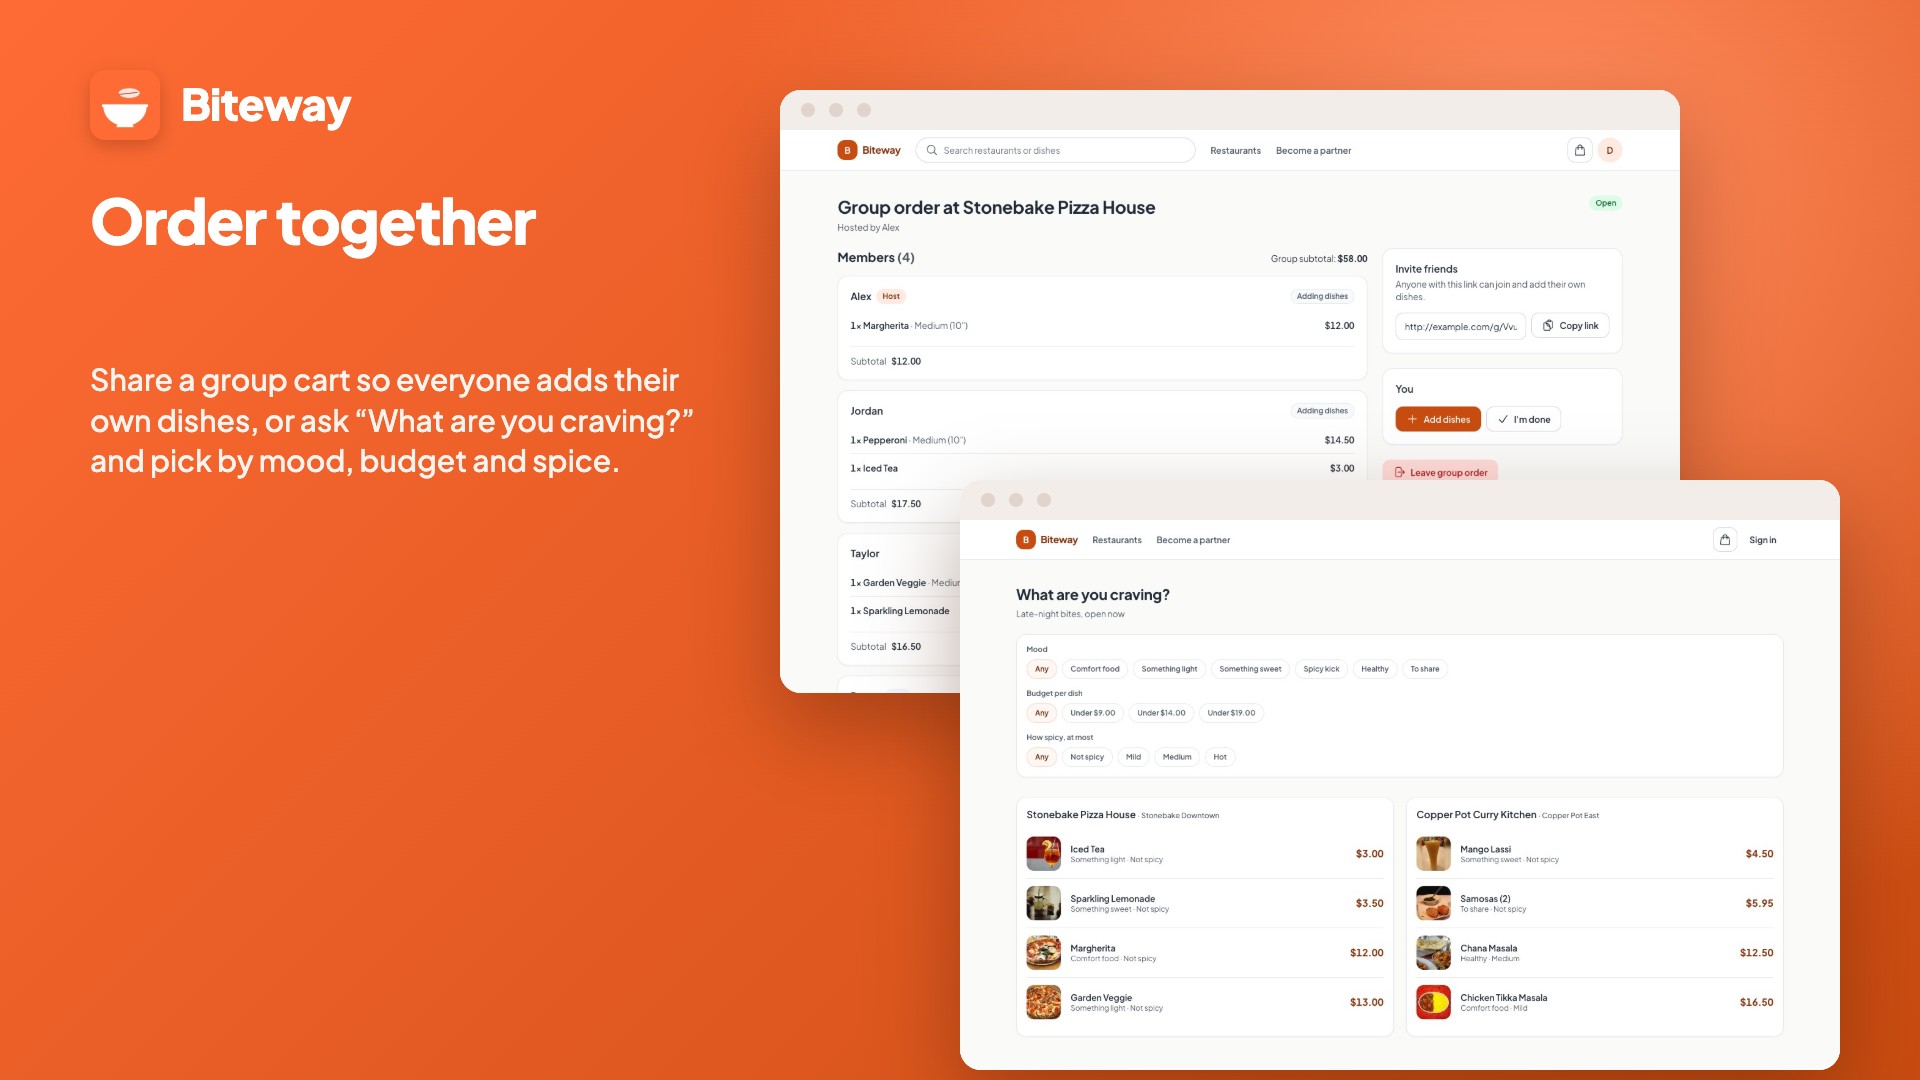 Biteway
Order together
Share a group cart so everyone adds their
own dishes, or ask “What are you craving?”
and pick by mood, budget and spice.
B Biteway Search restaurants or dishes Restaurants Become a partner D
Group order at Stonebake Pizza House Open
Hosted by Alex
Members (4) Group subtotal: $58.00
Alex Host Adding dishes
1× Margherita · Medium (10") $12.00
Subtotal $12.00
Jordan Adding dishes
1× Pepperoni · Medium (10") $14.50
1× Iced Tea $3.00
Subtotal $17.50
Taylor
1× Garden Veggie
1× Sparkling Lemonade
Subtotal $16.50
Invite friends
Anyone with this link can join and add their own
dishes.
http://example.com/g/Vvu Copy link
You
Add dishes I'm done
Leave group order
B Biteway Restaurants Become a partner Sign in
What are you craving?
Late-night bites, open now
Mood
Any Comfort food Something light Something sweet Spicy kick Healthy To share
Budget per dish
Any Under $9.00 Under $14.00 Under $19.00
How spicy, at most
Any Not spicy Mild Medium Hot
Stonebake Pizza House · Stonebake Downtown
Iced Tea $3.00
Something light · Not spicy
Sparkling Lemonade $3.50
Something sweet · Not spicy
Margherita $12.00
Comfort food · Not spicy
Garden Veggie $13.00
Something light · Not spicy
Copper Pot Curry Kitchen · Copper Pot East
Mango Lassi $4.50
Something sweet · Not spicy
Samosas (2) $5.95
To share · Not spicy
Chana Masala $12.50
Healthy · Medium
Chicken Tikka Masala $16.50
Comfort food · Mild